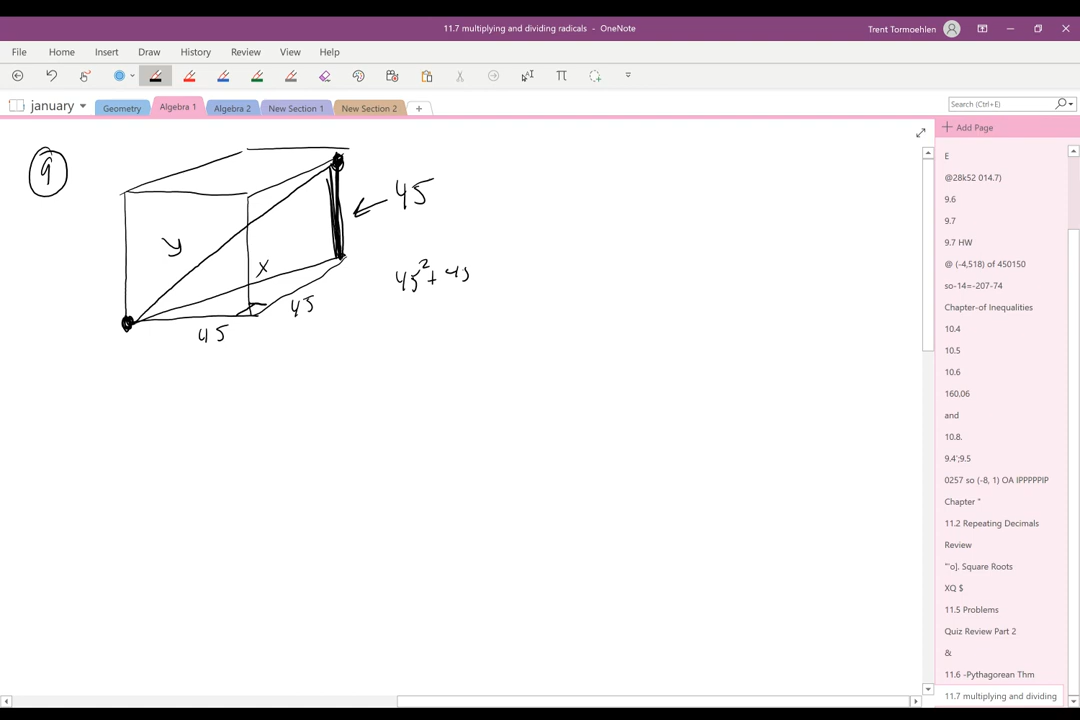 11.7 multiplying and dividing radicals - OneNote
Trent Tormoehlen
File Home Insert Draw History Review View Help
january
Geometry
Algebra 1
Algebra 2
New Section 1
New Section 2
Search (Ctrl+E)
Add Page
E
@28k52 014.7)
9.6
9.7
9.7 HW
@ (-4,518) of 450150
so-14=-207-74
Chapter-of Inequalities
10.4
10.5
10.6
160.06
and
10.8.
9.4';9.5
0257 so (-8, 1) OA IPPPPPIP
Chapter "
11.2 Repeating Decimals
Review
"'o]. Square Roots
XQ $
11.5 Problems
Quiz Review Part 2
&
11.6 -Pythagorean Thm
11.7 multiplying and dividing
9
45
y
x
45² + 45
45
45